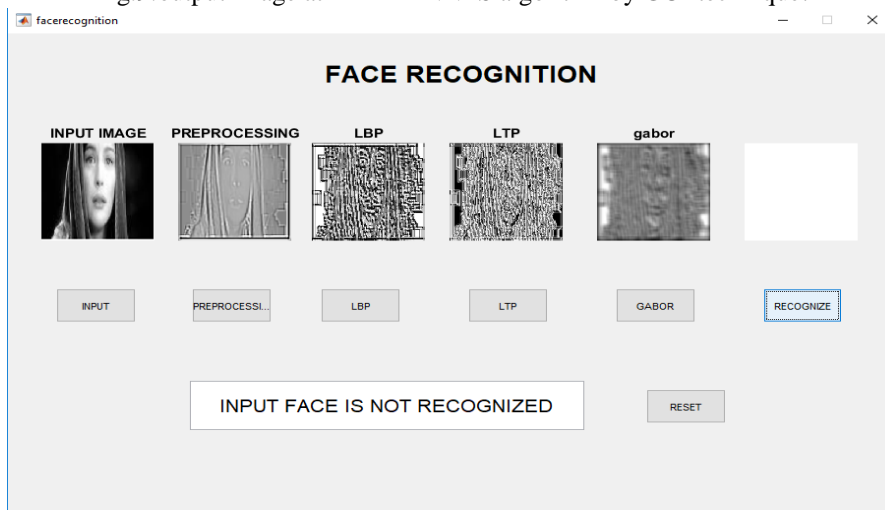 facerecognition
FACE RECOGNITION
INPUT IMAGE PREPROCESSING LBP LTP gabor
INPUT PREPROCESSI... LBP LTP GABOR RECOGNIZE
INPUT FACE IS NOT RECOGNIZED RESET